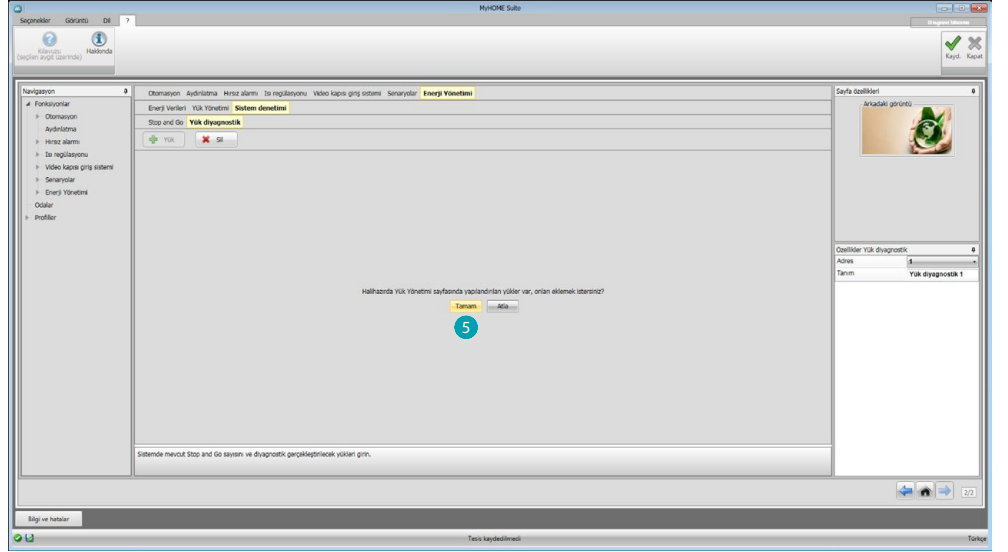 MyHOME Suite
Seçenekler Görüntü Dil ?
Kılavuzu
(seçilen aygıt üzerinde)
Hakkında
Kayd. Kapat
Navigasyon
Fonksiyonlar
Otomasyon
Aydınlatma
Hırsız alarmı
Isı regülasyonu
Video kapısı giriş sistemi
Senaryolar
Enerji Yönetimi
Odalar
Profiller
Otomasyon Aydınlatma Hırsız alarmı Isı regülasyonu Video kapısı giriş sistemi Senaryolar Enerji Yönetimi
Enerji Verileri Yük Yönetimi Sistem denetimi
Stop and Go Yük diyagnostik
Yük Sil
Halihazırda Yük Yönetimi sayfasında yapılandırılan yükler var, onları eklemek istersiniz?
Tamam Atla
5
Sistemde mevcut Stop and Go sayısını ve diyagnostik gerçekleştirilecek yükleri girin.
Sayfa özellikleri
Arkadaki görüntü
Özellikler Yük diyagnostik
Adres 1
Tanım Yük diyagnostik 1
2/2
Bilgi ve hatalar
Tesis kaydedilmedi
Türkçe